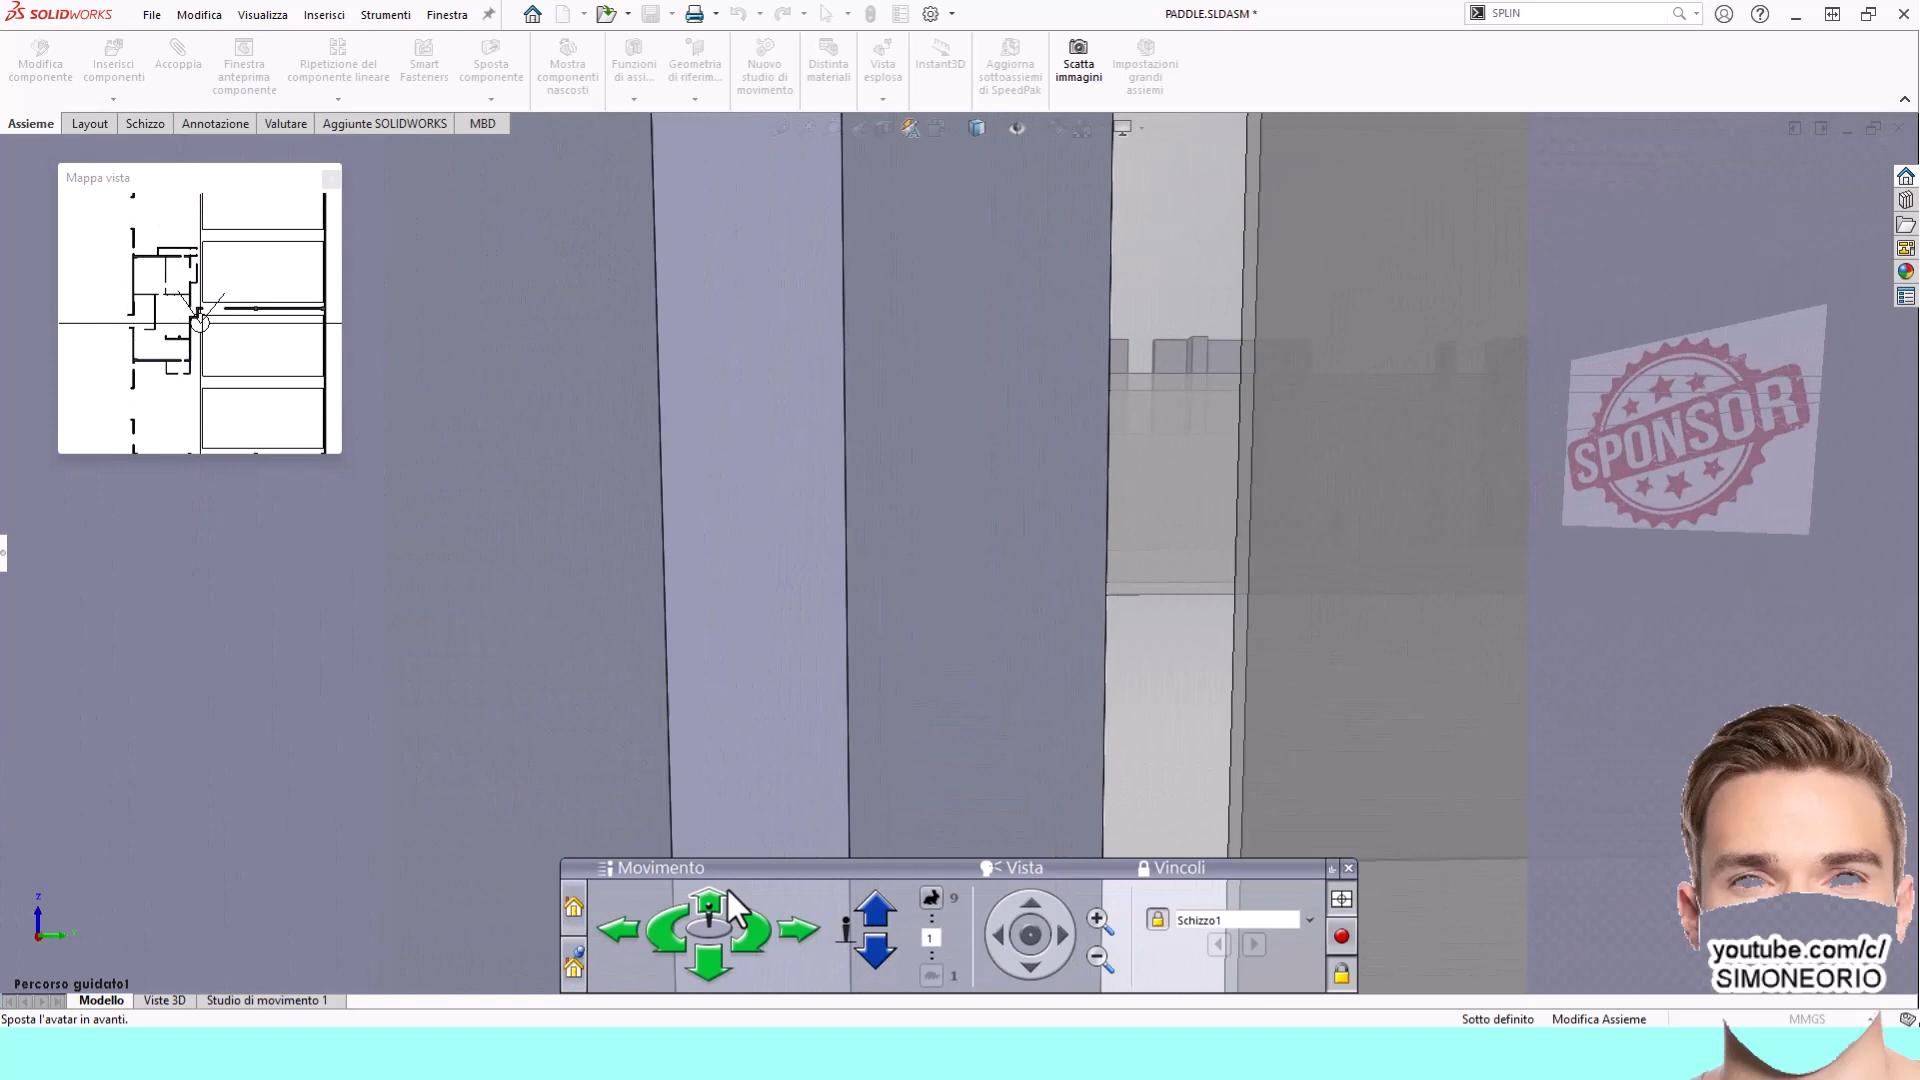 SOLIDWORKS
File
Modifica
Visualizza
Inserisci
Strumenti
Finestra
PADDLE.SLDASM *
SPLIN
Modifica
componente
Inserisci
componenti
Accoppia
Finestra
anteprima
componente
Ripetizione del
componente lineare
Smart
Fasteners
Sposta
componente
Mostra
componenti
nascosti
Funzioni
di assi...
Geometria
di riferim...
Nuovo
studio di
movimento
Distinta
materiali
Vista
esplosa
Instant3D
Aggiorna
sottoassiemi
di SpeedPak
Scatta
immagini
Impostazioni
grandi
assiemi
Assieme
Layout
Schizzo
Annotazione
Valutare
Aggiunte SOLIDWORKS
MBD
Mappa vista
SPONSOR
Z
Y
Movimento
Vista
Vincoli
9
1
1
Schizzo1
youtube.com/c/
SIMONEORIO
Percorso guidato1
Modello
Viste 3D
Studio di movimento 1
Sposta l'avatar in avanti.
Sotto definito
Modifica Assieme
MMGS